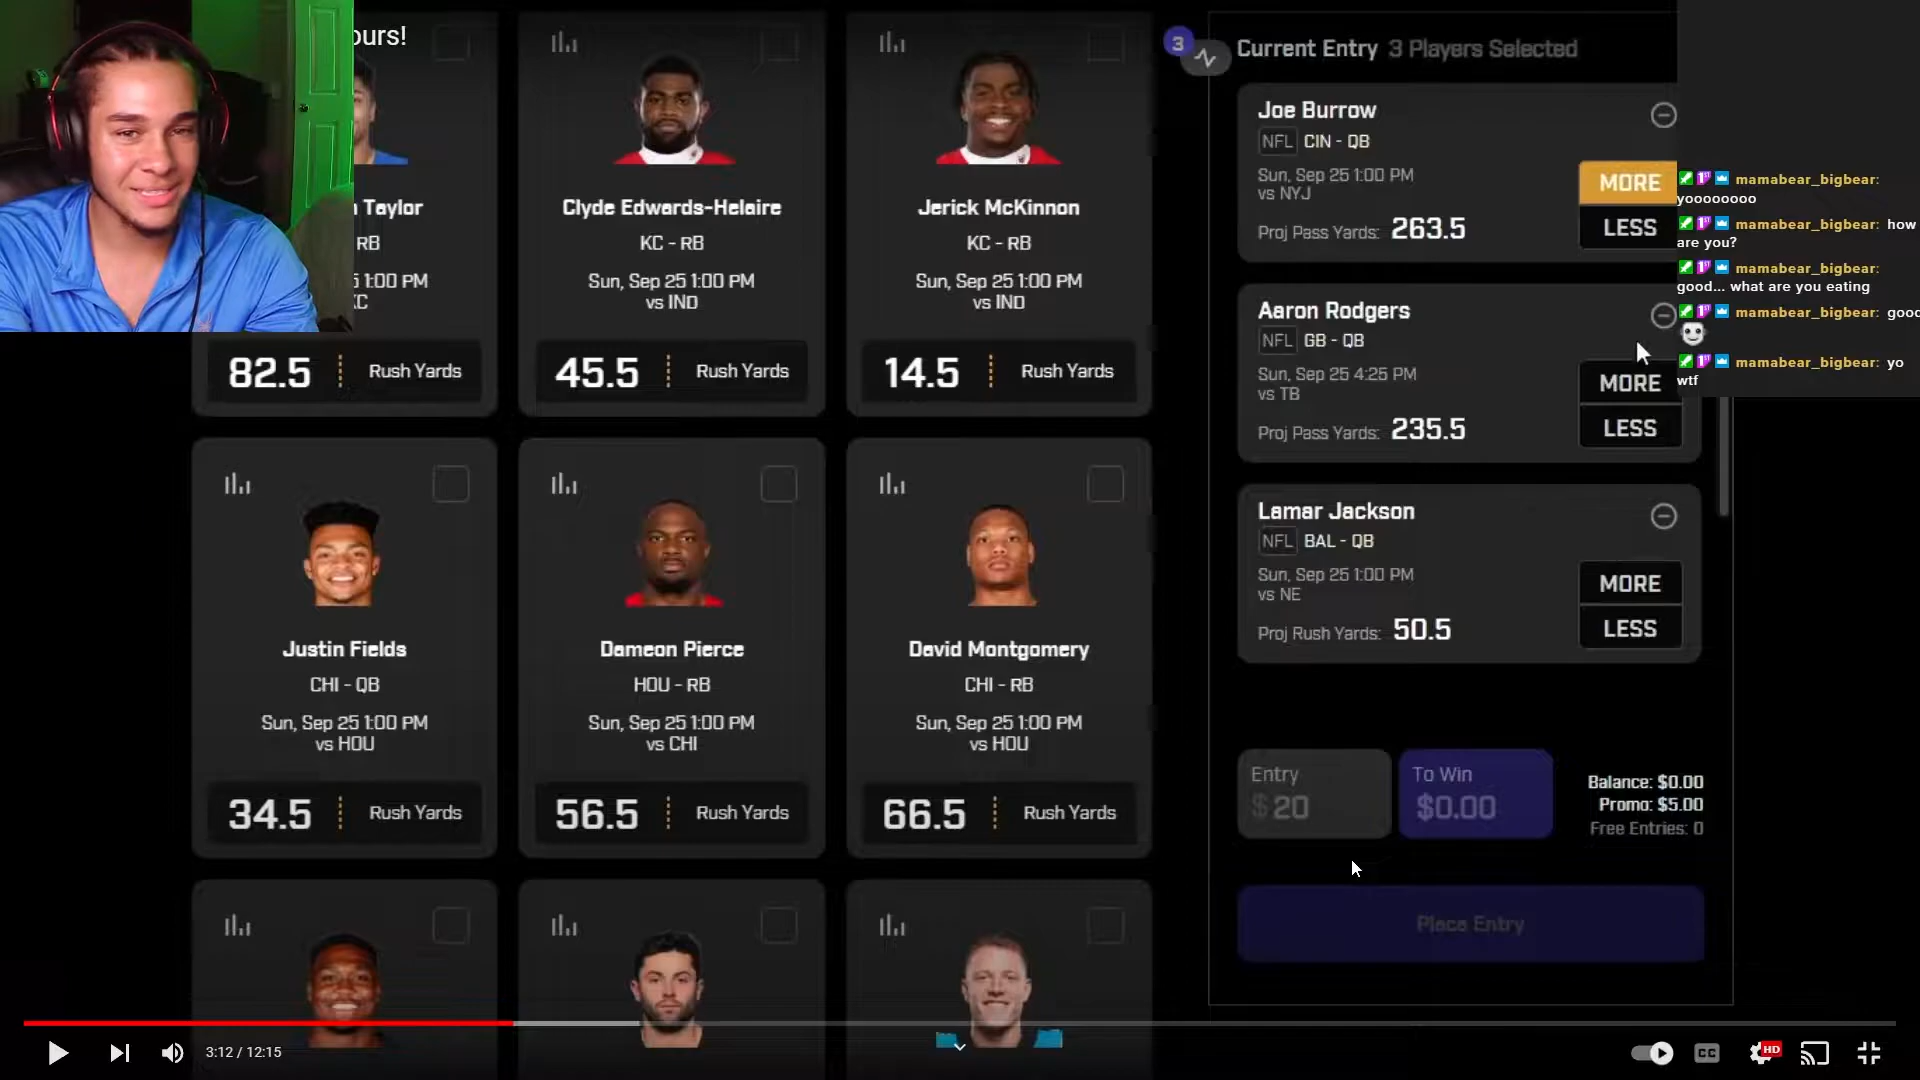 ours!
Taylor
RB
5 1:00 PM
82.5 Rush Yards
Clyde Edwards-Helaire
KC - RB
Sun, Sep 25 1:00 PM
vs IND
45.5 Rush Yards
Jerick McKinnon
KC - RB
Sun, Sep 25 1:00 PM
vs IND
14.5 Rush Yards
Justin Fields
CHI - QB
Sun, Sep 25 1:00 PM
vs HOU
34.5 Rush Yards
Dameon Pierce
HOU - RB
Sun, Sep 25 1:00 PM
vs CHI
56.5 Rush Yards
David Montgomery
CHI - RB
Sun, Sep 25 1:00 PM
vs HOU
66.5 Rush Yards
3
Current Entry 3 Players Selected
Joe Burrow
NFL CIN - QB
Sun, Sep 25 1:00 PM
vs NYJ
Proj Pass Yards: 263.5
MORE
LESS
Aaron Rodgers
NFL GB - QB
Sun, Sep 25 4:25 PM
vs TB
Proj Pass Yards: 235.5
MORE
LESS
Lamar Jackson
NFL BAL - QB
Sun, Sep 25 1:00 PM
vs NE
Proj Rush Yards: 50.5
MORE
LESS
Entry
$ 20
To Win
$0.00
Balance: $0.00
Promo: $5.00
Free Entries: 0
Place Entry
mamabear_bigbear:
yoooooooo
mamabear_bigbear: how
are you?
mamabear_bigbear:
good... what are you eating
mamabear_bigbear: good
mamabear_bigbear: yo
wtf
3:12 / 12:15
CC
HD